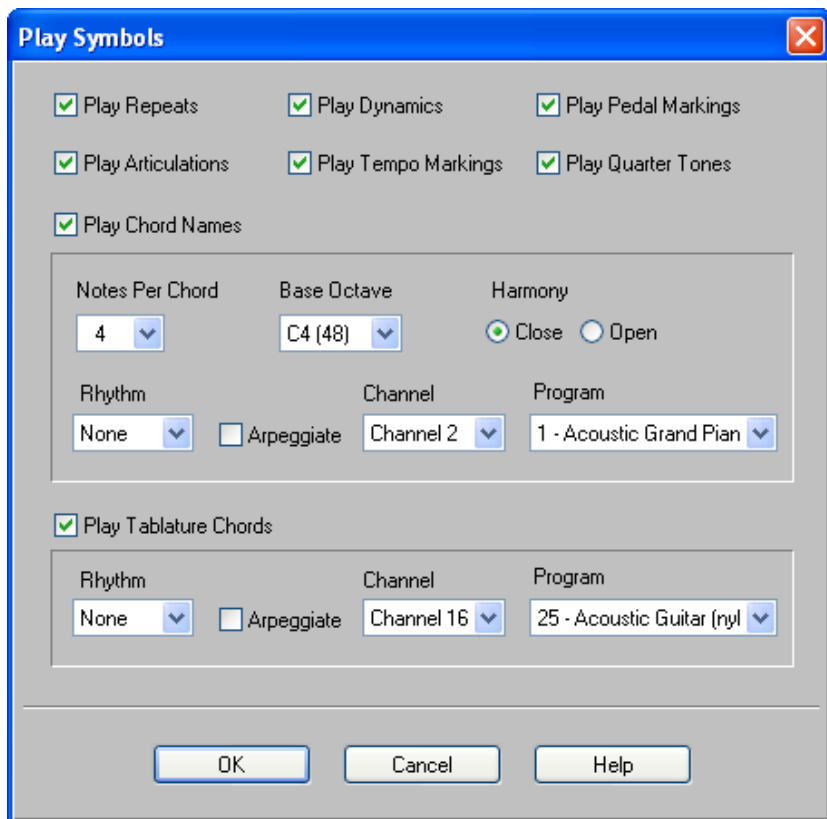 Play Symbols
Play Repeats Play Dynamics Play Pedal Markings
Play Articulations Play Tempo Markings Play Quarter Tones
Play Chord Names
Notes Per Chord Base Octave Harmony
4 C4 (48) Close Open
Rhythm Channel Program
None Arpeggiate Channel 2 1 - Acoustic Grand Pian
Play Tablature Chords
Rhythm Channel Program
None Arpeggiate Channel 16 25 - Acoustic Guitar (nyl
OK Cancel Help